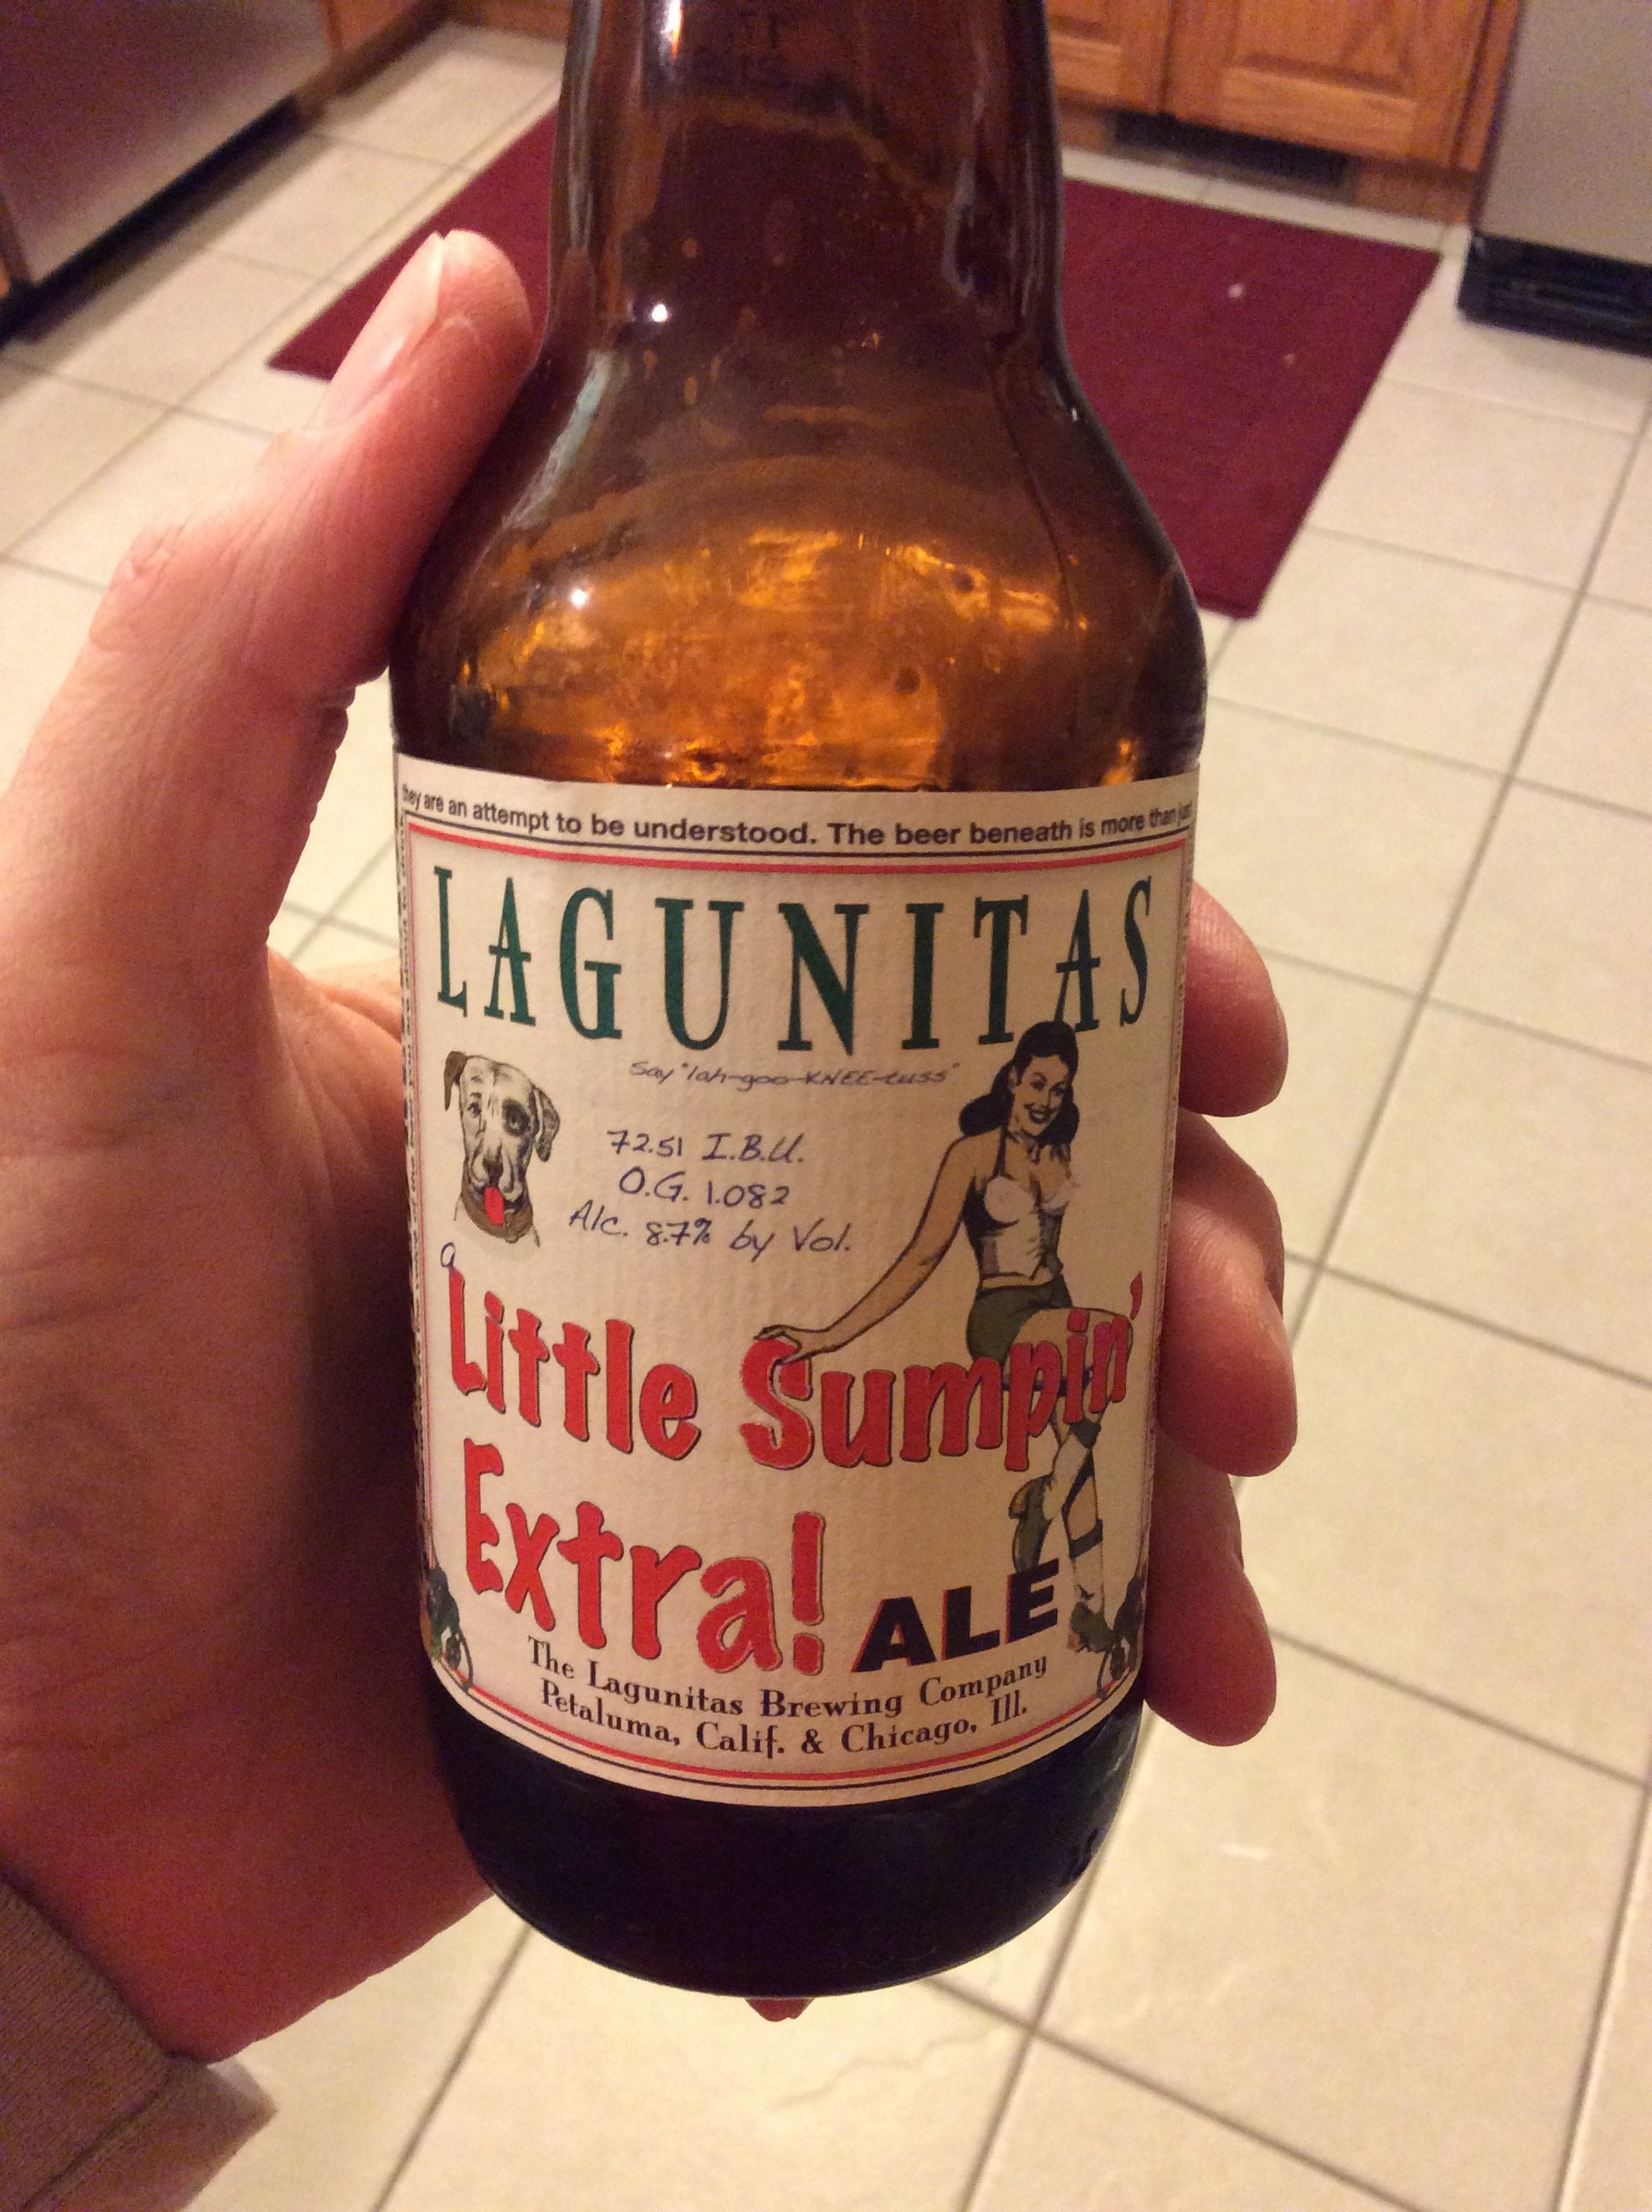 they are an attempt to be understood. The beer beneath is more than just
LAGUNITAS
Say "lah-goo-KNEE-tuss"
72.51 I.B.U.
O.G. 1.082
Alc. 8.7% by Vol.
a
Little Sumpin'
Extra! ALE
The Lagunitas Brewing Company
Petaluma, Calif. & Chicago, Ill.